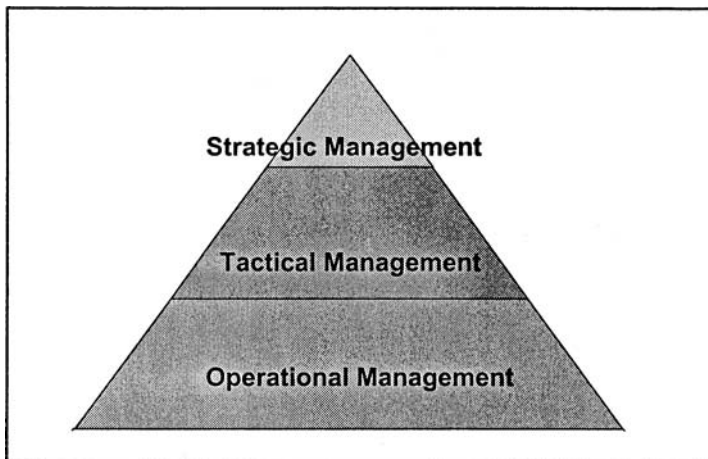 Strategic Management
Tactical Management
Operational Management